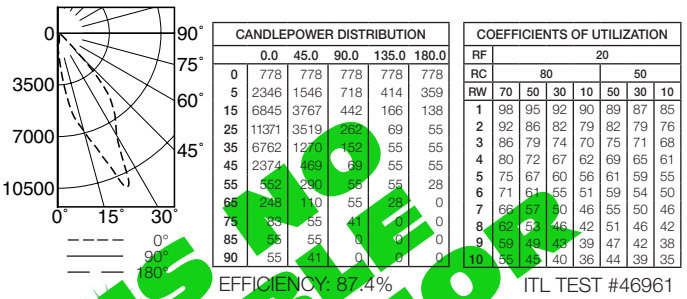 0
3500
7000
10500
90°
75°
60°
45°
0° 15° 30°
0°
90°
180°
CANDLEPOWER DISTRIBUTION
0.0 45.0 90.0 135.0 180.0
0 778 778 778 778 778
5 2346 1546 718 414 359
15 6845 3767 442 166 138
25 11371 3519 262 69 55
35 6762 1270 152 55 55
45 2374 469 69 55 55
55 552 290 55 55 28
65 248 110 55 28 0
75 83 55 41 0 0
85 55 55 0 0 0
90 55 41 0 0 0
EFFICIENCY: 87.4%
COEFFICIENTS OF UTILIZATION
RF 20
RC 80 50
RW 70 50 30 10 50 30 10
1 98 95 92 90 89 87 85
2 92 86 82 79 82 79 76
3 86 79 74 70 75 71 68
4 80 72 67 62 69 65 61
5 75 67 60 56 61 59 55
6 71 61 55 51 59 54 50
7 66 57 50 46 55 50 46
8 62 53 46 42 51 46 42
9 59 49 43 39 47 42 38
10 55 45 40 36 44 39 35
ITL TEST #46961
IS NO